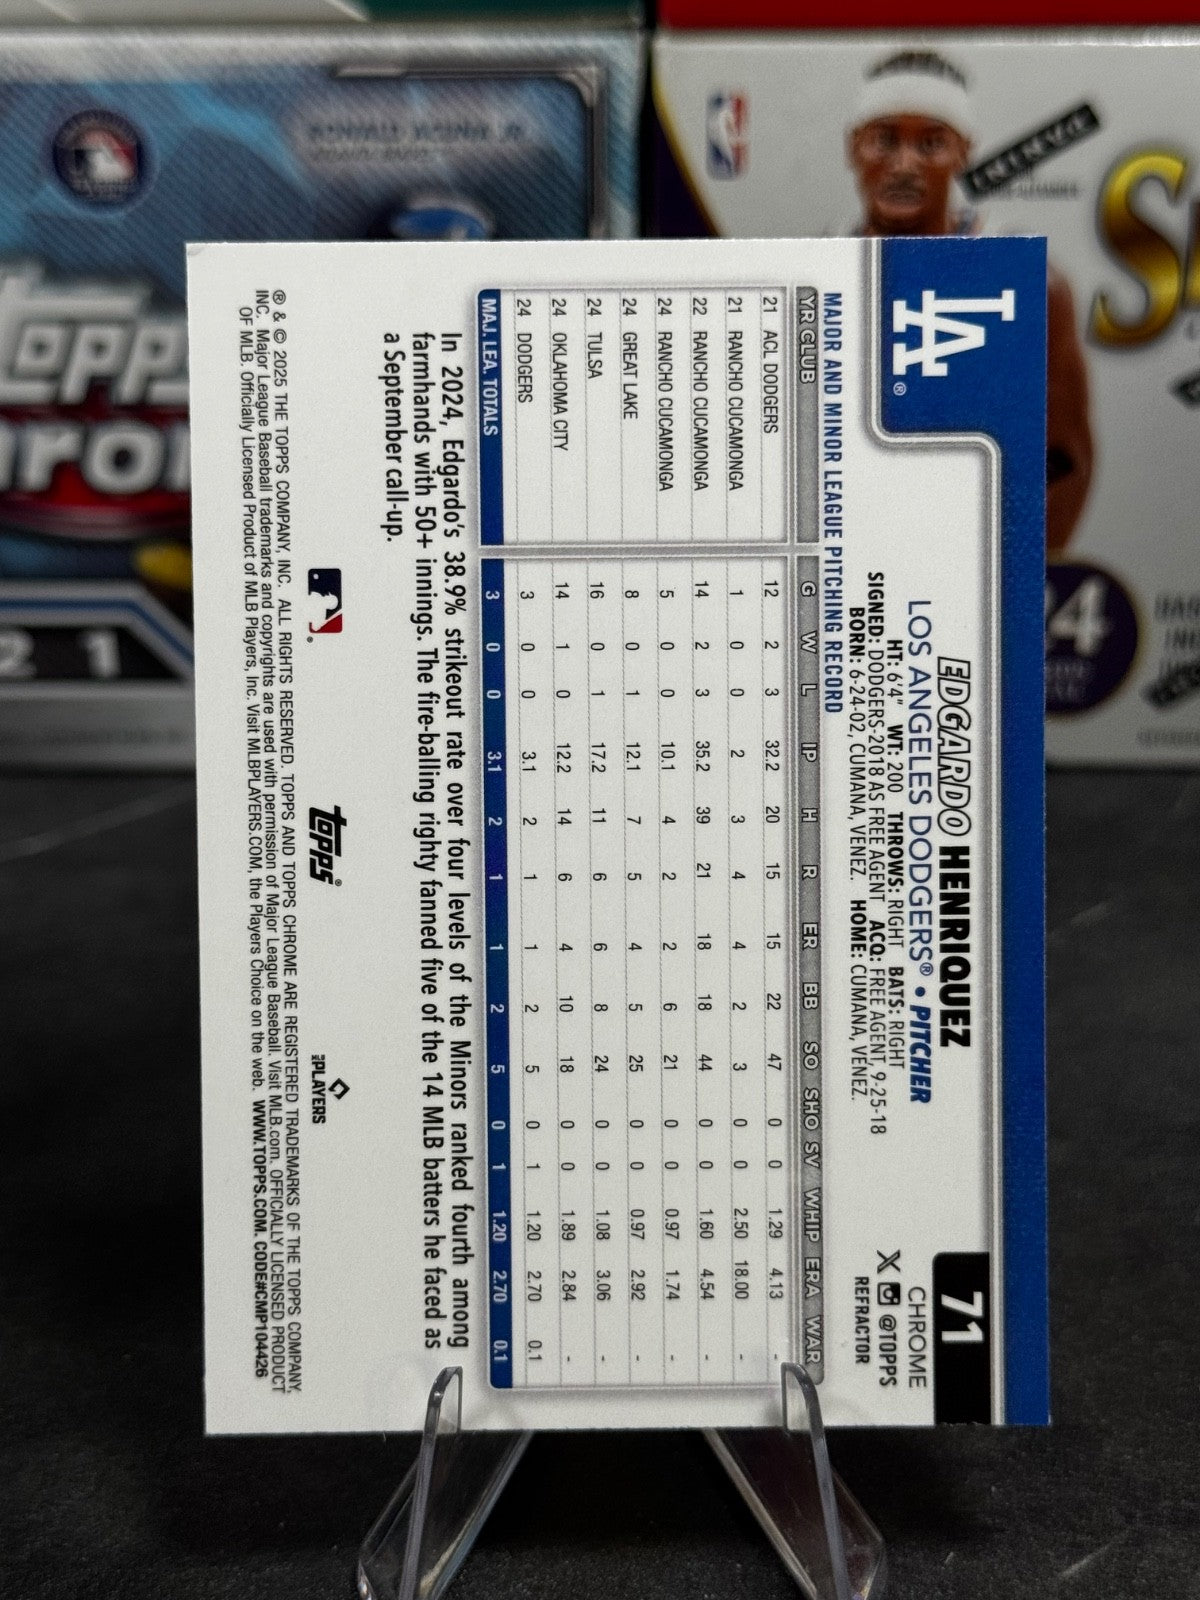 71
CHROME
@TOPPS
REFRACTOR
LA®
EDGARDO HENRIQUEZ
LOS ANGELES DODGERS® • PITCHER
HT: 6'4" WT: 200 THROWS: RIGHT BATS: RIGHT
SIGNED: DODGERS-2018 AS FREE AGENT ACQ: FREE AGENT, 9-25-18
BORN: 6-24-02, CUMANA, VENEZ. HOME: CUMANA, VENEZ.
MAJOR AND MINOR LEAGUE PITCHING RECORD
YR CLUB G W L IP H R ER BB SO SHO SV WHIP ERA WAR
21 ACL DODGERS 12 2 3 32.2 20 15 15 22 47 0 0 1.29 4.13 -
21 RANCHO CUCAMONGA 1 0 0 2 3 4 4 2 3 0 0 2.50 18.00 -
22 RANCHO CUCAMONGA 14 2 3 35.2 39 21 18 18 44 0 0 1.60 4.54 -
24 RANCHO CUCAMONGA 5 0 0 10.1 4 2 2 6 21 0 0 0.97 1.74 -
24 GREAT LAKE 8 0 1 12.1 7 5 4 5 25 0 0 0.97 2.92 -
24 TULSA 16 0 1 17.2 11 6 6 8 24 0 0 1.08 3.06 -
24 OKLAHOMA CITY 14 1 0 12.2 14 6 4 10 18 0 0 1.89 2.84 -
24 DODGERS 3 0 0 3.1 2 1 1 2 5 0 1 1.20 2.70 0.1
MAJ. LEA. TOTALS 3 0 0 3.1 2 1 1 2 5 0 1 1.20 2.70 0.1
In 2024, Edgardo's 38.9% strikeout rate over four levels of the Minors ranked fourth among
farmhands with 50+ innings. The fire-balling righty fanned five of the 14 MLB batters he faced as
a September call-up.
topps®
PLAYERS
® & © 2025 THE TOPPS COMPANY, INC. ALL RIGHTS RESERVED. TOPPS AND TOPPS CHROME ARE REGISTERED TRADEMARKS OF THE TOPPS COMPANY,
INC. Major League Baseball trademarks and copyrights are used with permission of Major League Baseball. Visit MLB.com. OFFICIALLY LICENSED PRODUCT
OF MLB. Officially Licensed Product of MLB Players, Inc. Visit MLBPLAYERS.COM, the Players Choice on the web. WWW.TOPPS.COM. CODE#CMP104426